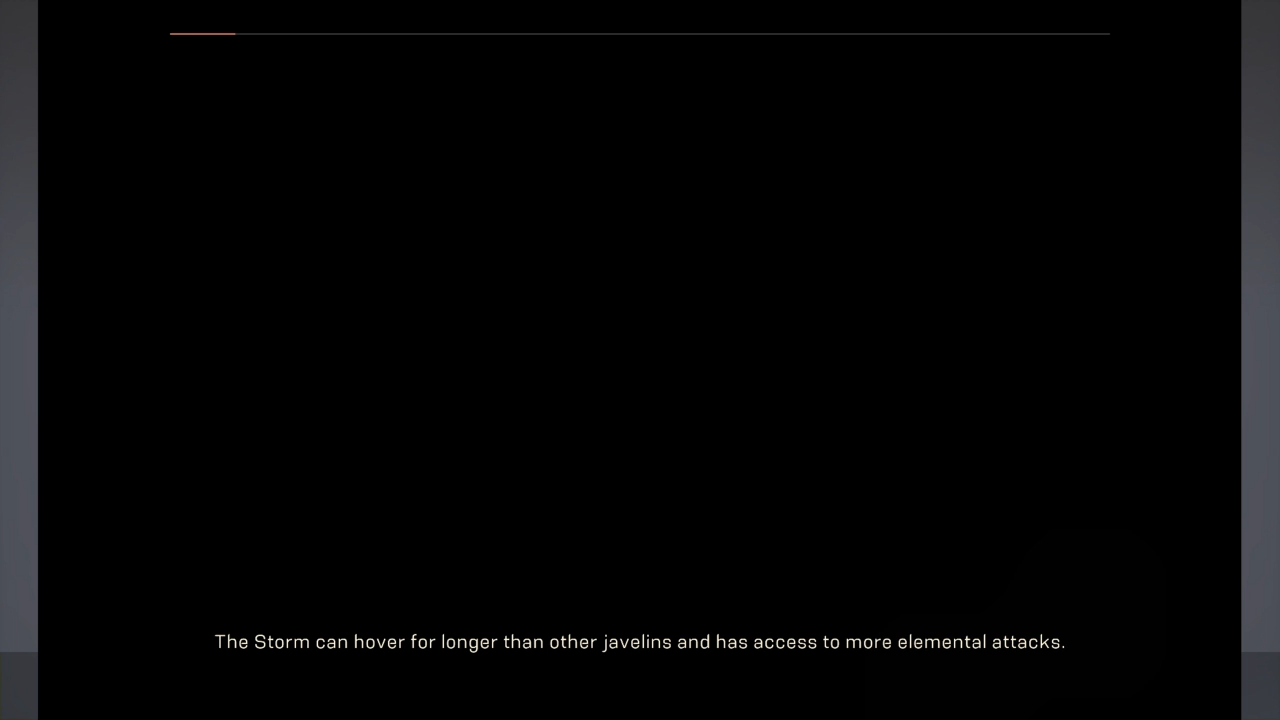 The Storm can hover for longer than other javelins and has access to more elemental attacks.